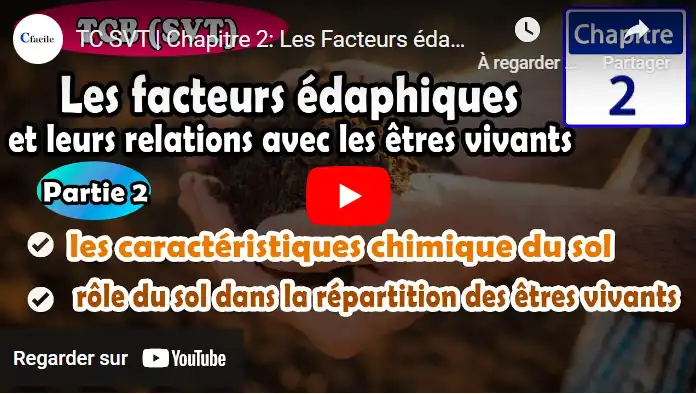 TCR (SVT)
Cfacile
TC SVT | Chapitre 2: Les Facteurs éda...
À regarder ...
Partager
Chapitre
2
Les facteurs édaphiques
et leurs relations avec les êtres vivants
Partie 2
les caractéristiques chimique du sol
rôle du sol dans la répartition des êtres vivants
Regarder sur YouTube